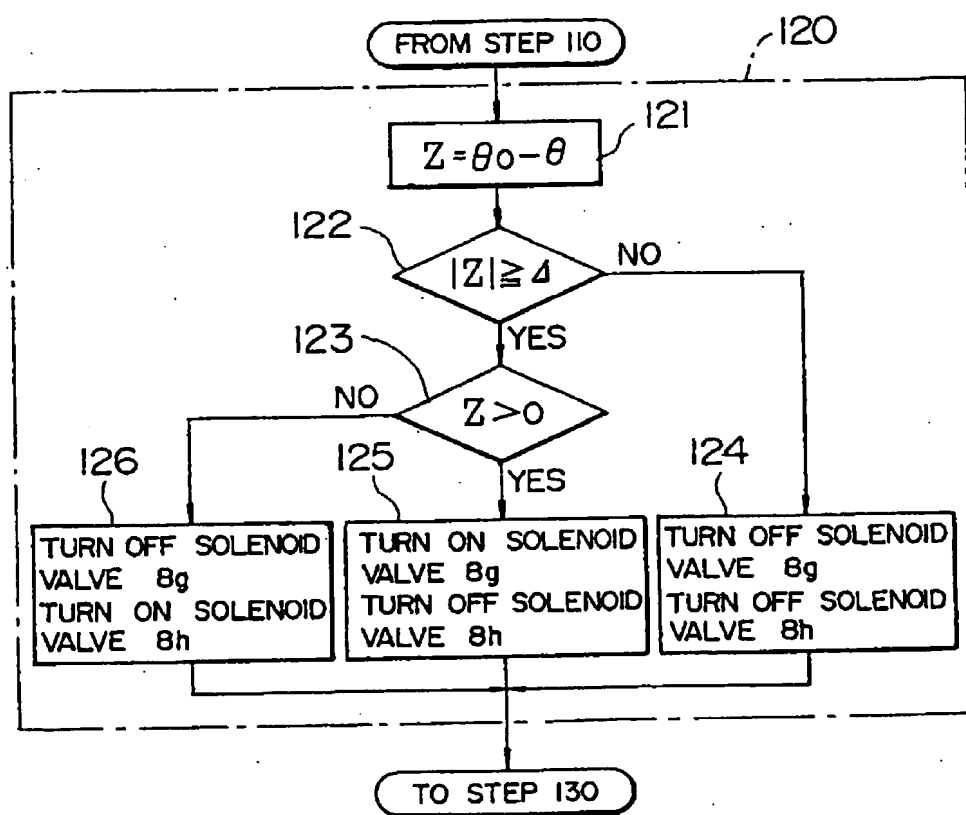 FROM STEP 110
120
121
Z = θo - θ
122
|Z| ≧ Δ
NO
YES
123
Z > 0
NO
YES
126
TURN OFF SOLENOID
VALVE 8g
TURN ON SOLENOID
VALVE 8h
125
TURN ON SOLENOID
VALVE 8g
TURN OFF SOLENOID
VALVE 8h
124
TURN OFF SOLENOID
VALVE 8g
TURN OFF SOLENOID
VALVE 8h
TO STEP 130